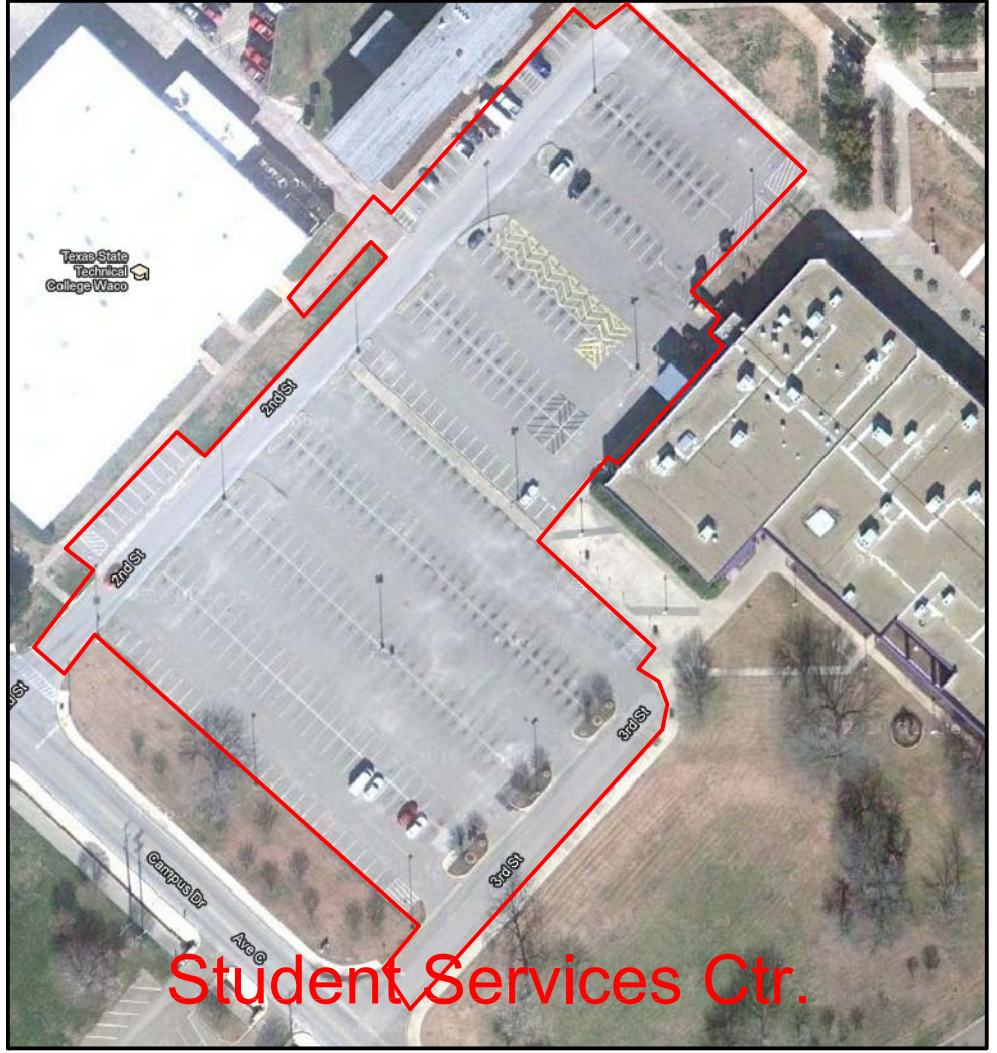 Texas State
Technical
College Waco
2nd St
2nd St
d St
3rd St
3rd St
Campus Dr
Ave C
Student Services Ctr.